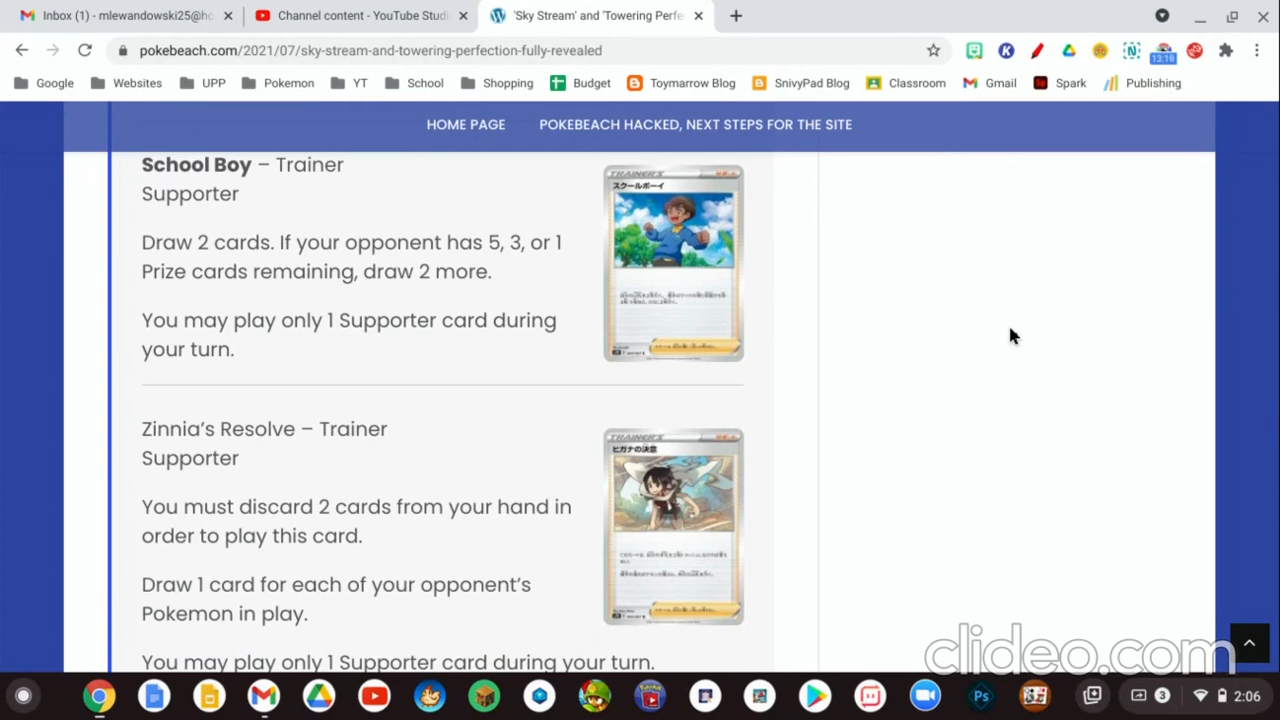 Inbox (1) - mlewandowski25@ho
Channel content - YouTube Studi
'Sky Stream' and 'Towering Perfe
pokebeach.com/2021/07/sky-stream-and-towering-perfection-fully-revealed
13:18
Google
Websites
UPP
Pokemon
YT
School
Shopping
Budget
Toymarrow Blog
SnivyPad Blog
Classroom
Gmail
Spark
Publishing
HOME PAGE
POKEBEACH HACKED, NEXT STEPS FOR THE SITE
School Boy – Trainer
Supporter
Draw 2 cards. If your opponent has 5, 3, or 1
Prize cards remaining, draw 2 more.
You may play only 1 Supporter card during
your turn.
TRAINER'S
スクールボーイ
Zinnia's Resolve – Trainer
Supporter
You must discard 2 cards from your hand in
order to play this card.
Draw 1 card for each of your opponent's
Pokemon in play.
You may play only 1 Supporter card during your turn.
TRAINER'S
ヒガナの決意
clideo.com
Ps
3
2:06